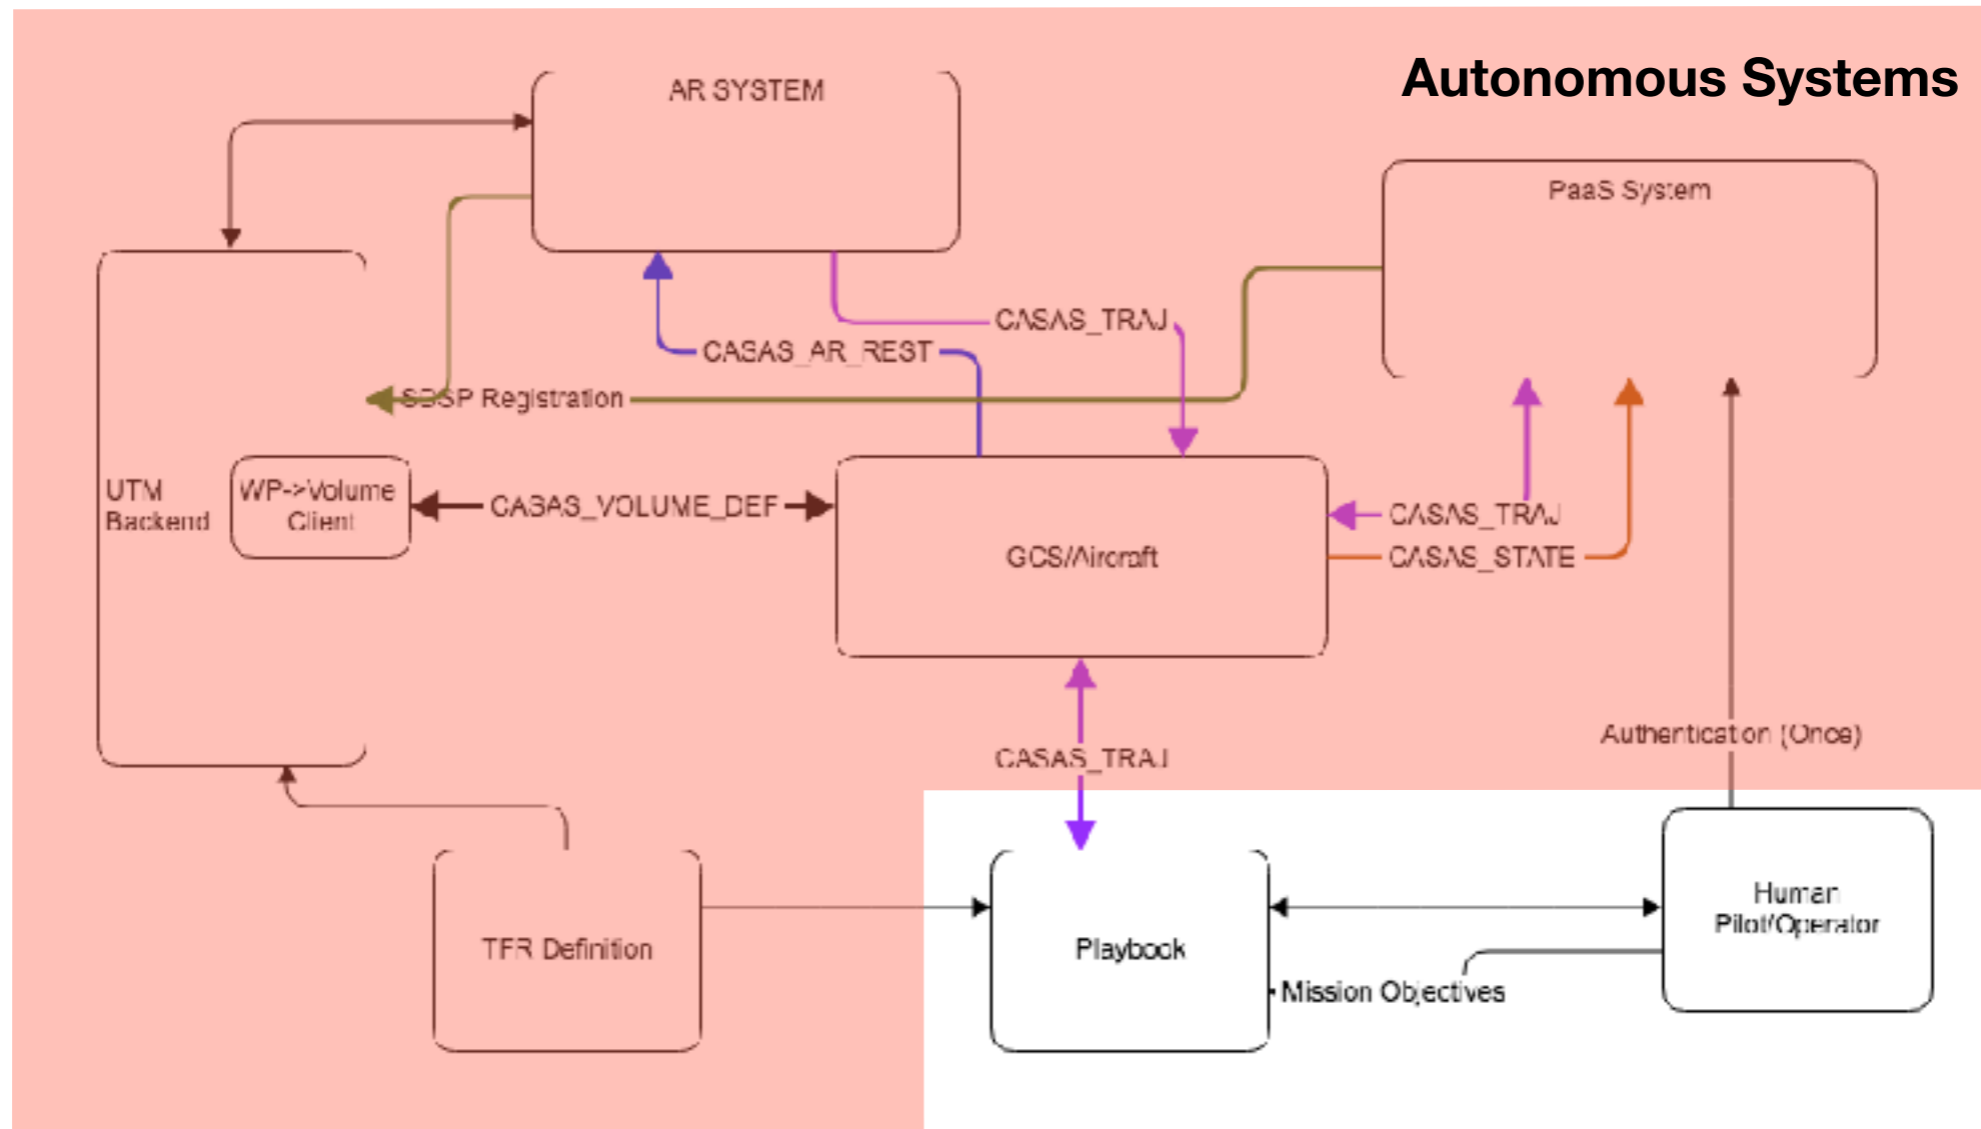 Autonomous Systems
AR SYSTEM
PaaS System
CASAS_TRAJ
CASAS_AR_REST
SDSP Registration
UTM
Backend
WP->Volume
Client
CASAS_VOLUME_DEF
GCS/Aircraft
CASAS_TRAJ
CASAS_STATE
Authentication (Once)
CASAS_TRAJ
TFR Definition
Playbook
Human
Pilot/Operator
Mission Objectives